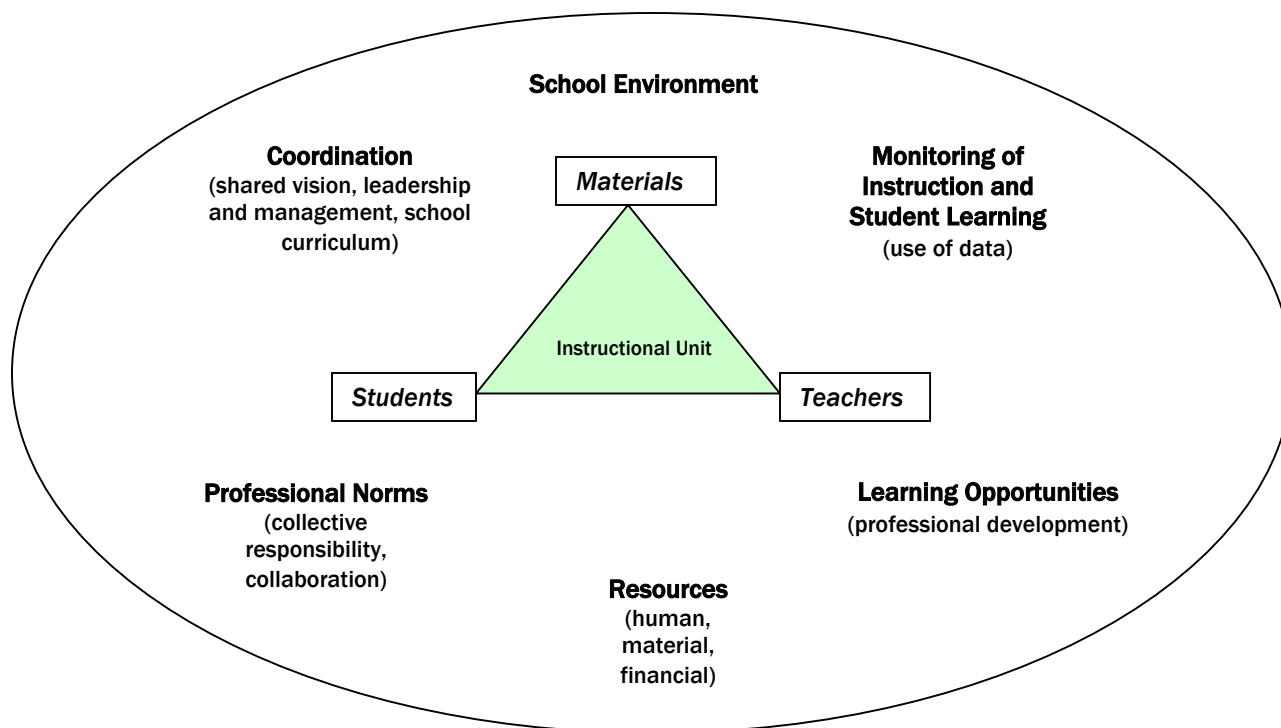 School Environment
Coordination
(shared vision, leadership
and management, school
curriculum)
Materials
Monitoring of
Instruction and
Student Learning
(use of data)
Instructional Unit
Students
Teachers
Professional Norms
(collective
responsibility,
collaboration)
Learning Opportunities
(professional development)
Resources
(human,
material,
financial)